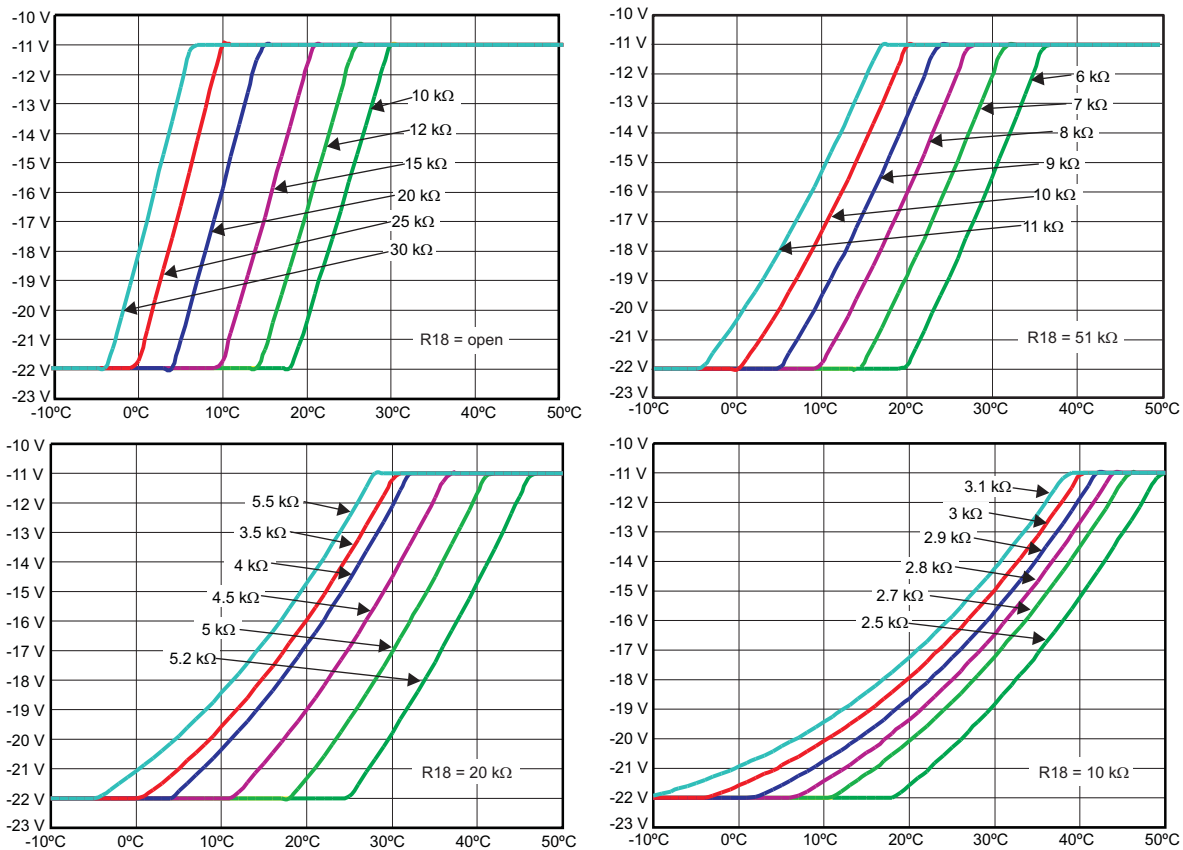 -10 V
-11 V
-12 V
-13 V
-14 V
-15 V
-16 V
-17 V
-18 V
-19 V
-20 V
-21 V
-22 V
-23 V
-10ºC
0ºC
10ºC
20ºC
30ºC
40ºC
50ºC
10 kΩ
12 kΩ
15 kΩ
20 kΩ
25 kΩ
30 kΩ
R18 = open
-10 V
-11 V
-12 V
-13 V
-14 V
-15 V
-16 V
-17 V
-18 V
-19 V
-20 V
-21 V
-22 V
-23 V
-10ºC
0ºC
10ºC
20ºC
30ºC
40ºC
50ºC
6 kΩ
7 kΩ
8 kΩ
9 kΩ
10 kΩ
11 kΩ
R18 = 51 kΩ
-10 V
-11 V
-12 V
-13 V
-14 V
-15 V
-16 V
-17 V
-18 V
-19 V
-20 V
-21 V
-22 V
-23 V
-10ºC
0ºC
10ºC
20ºC
30ºC
40ºC
50ºC
5.5 kΩ
3.5 kΩ
4 kΩ
4.5 kΩ
5 kΩ
5.2 kΩ
R18 = 20 kΩ
-10 V
-11 V
-12 V
-13 V
-14 V
-15 V
-16 V
-17 V
-18 V
-19 V
-20 V
-21 V
-22 V
-23 V
-10ºC
0ºC
10ºC
20ºC
30ºC
40ºC
50ºC
3.1 kΩ
3 kΩ
2.9 kΩ
2.8 kΩ
2.7 kΩ
2.5 kΩ
R18 = 10 kΩ